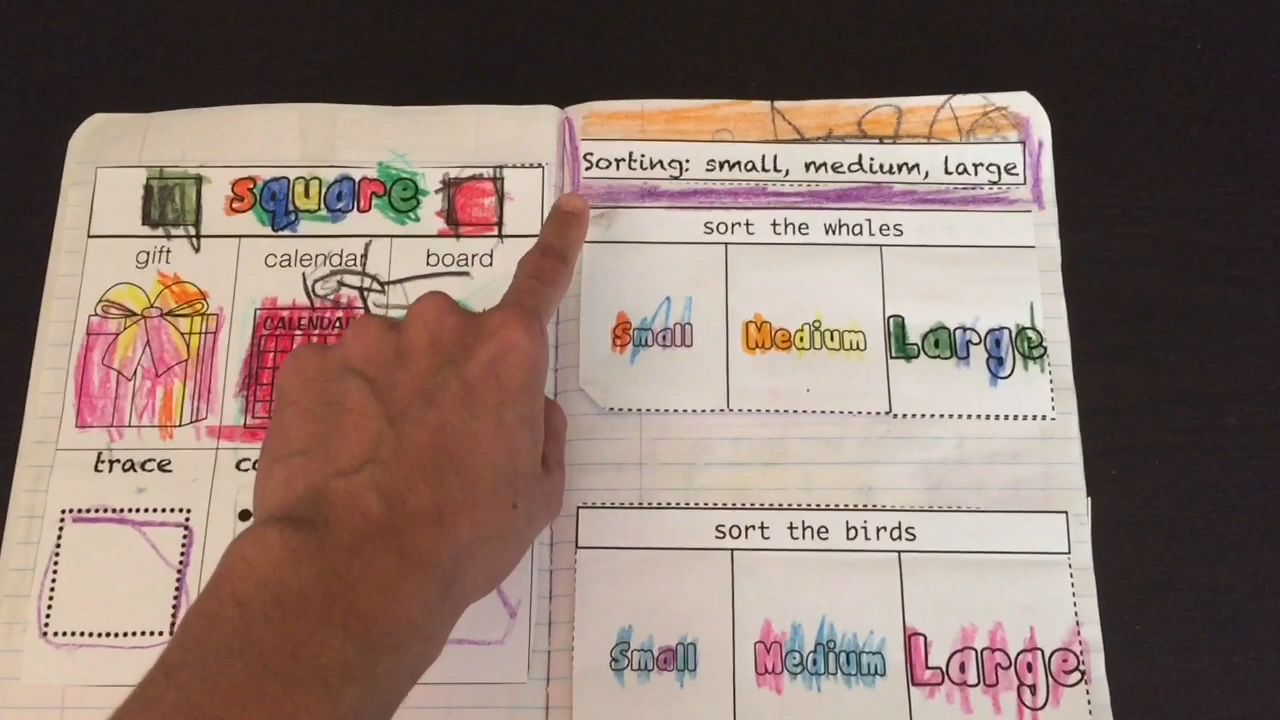 square
gift calendar board
CALENDA
trace
Sorting: small, medium, large
sort the whales
Small Medium Large
sort the birds
Small Medium Large